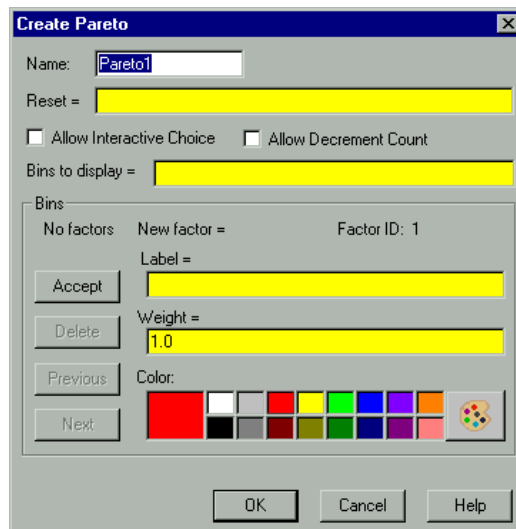 Create Pareto
Name: Pareto1
Reset =
Allow Interactive Choice Allow Decrement Count
Bins to display =
Bins
No factors New factor = Factor ID: 1
Label =
Accept
Weight =
Delete 1.0
Previous Color:
Next
OK Cancel Help